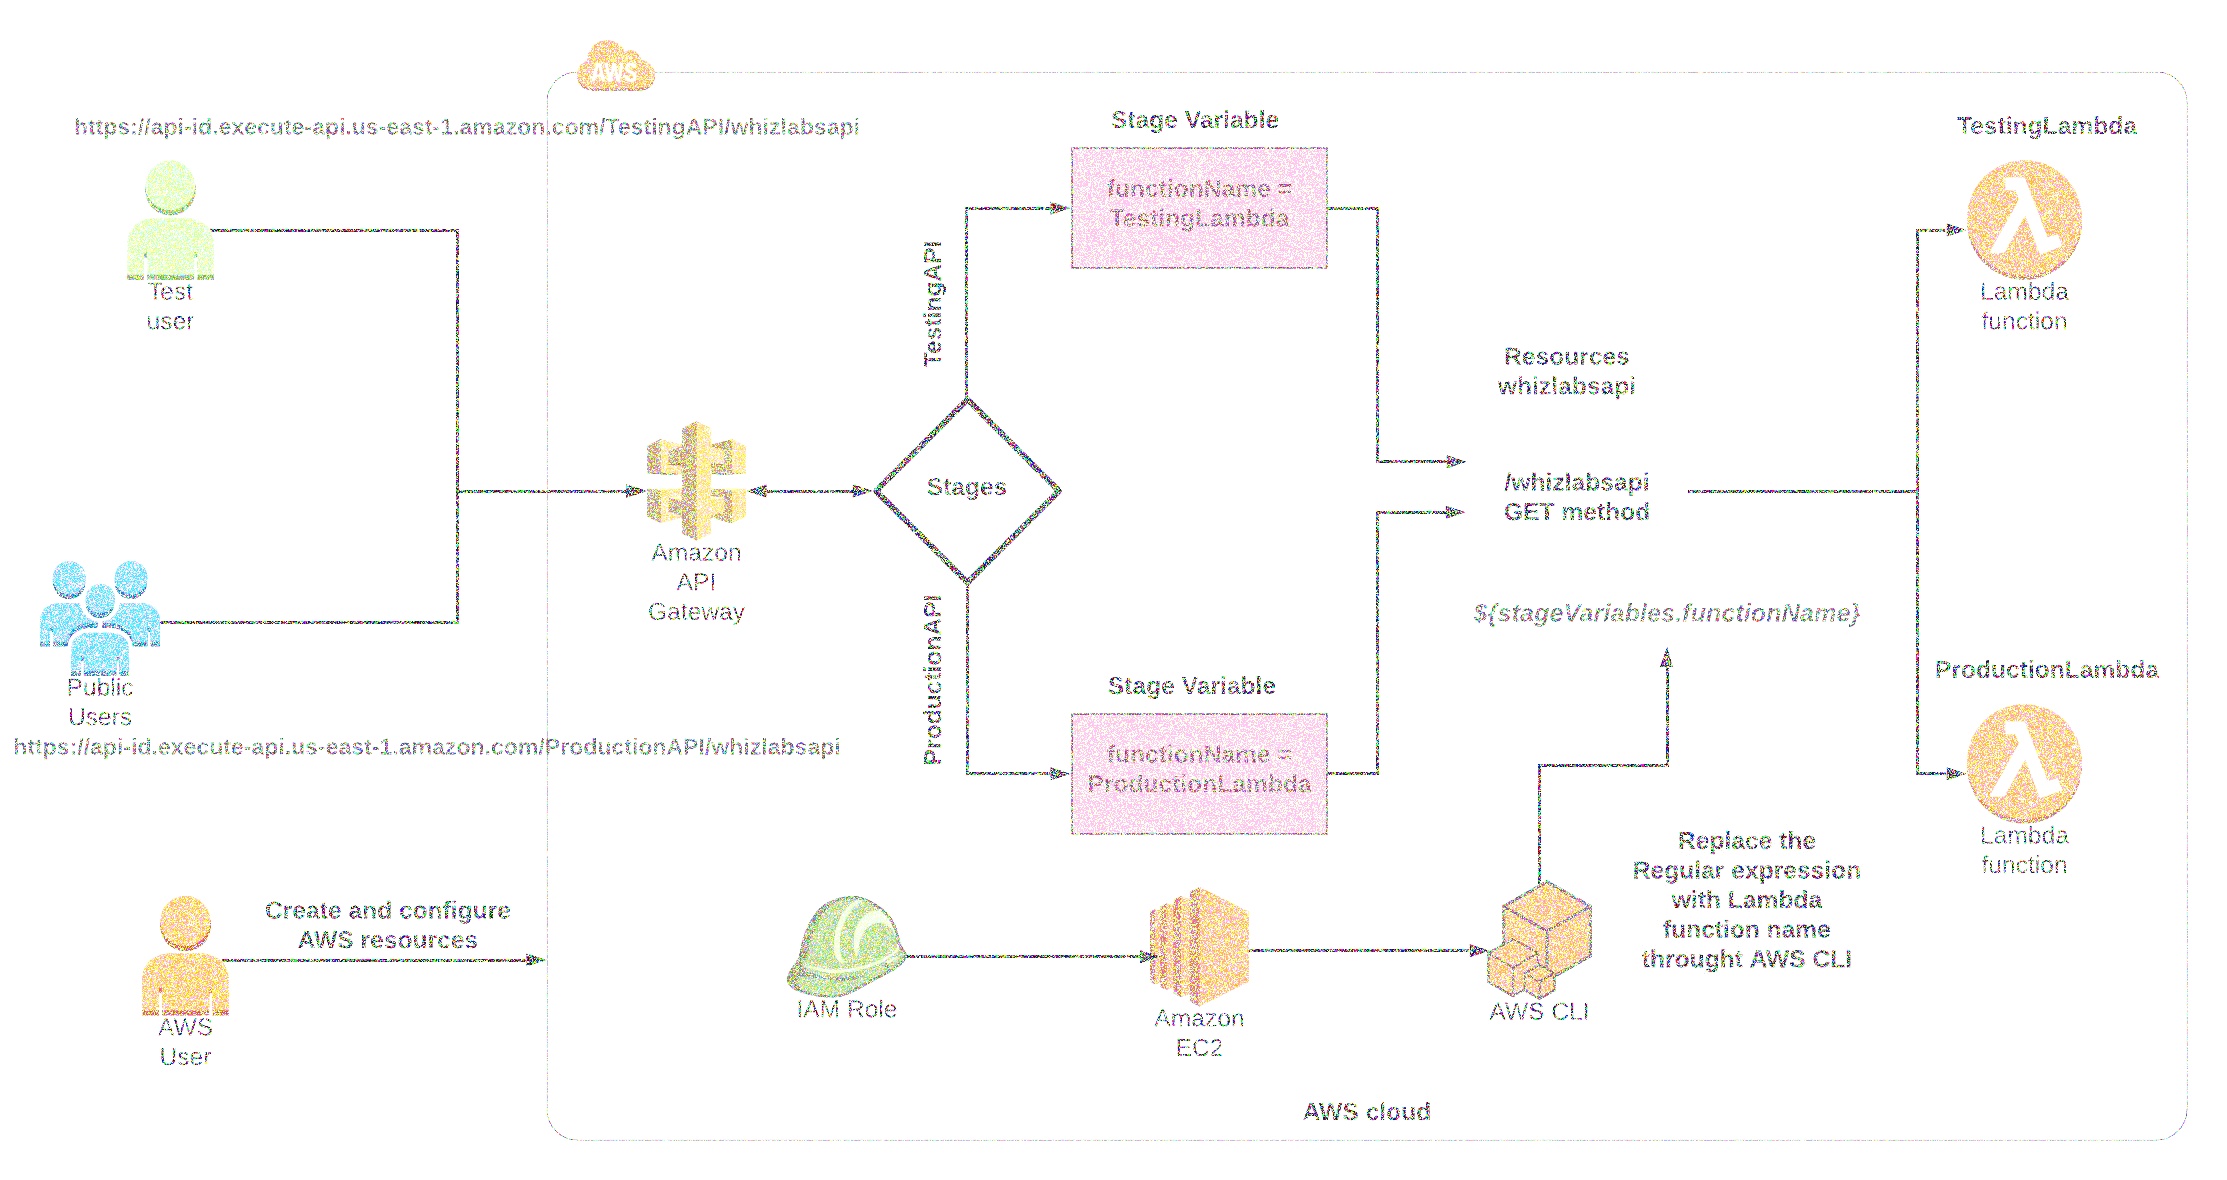 AWS
https://api-id.execute-api.us-east-1.amazon.com/TestingAPI/whizlabsapi
Stage Variable
TestingLambda
functionName =
TestingLambda
Test
user
Lambda
function
TestingAPI
Resources
whizlabsapi
Stages
/whizlabsapi
GET method
Amazon
API
Gateway
${stageVariables.functionName}
ProductionAPI
Public
Users
https://api-id.execute-api.us-east-1.amazon.com/ProductionAPI/whizlabsapi
Stage Variable
ProductionLambda
functionName =
ProductionLambda
Lambda
function
Replace the
Regular expression
with Lambda
function name
throught AWS CLI
Create and configure
AWS resources
AWS
User
IAM Role
Amazon
EC2
AWS CLI
AWS cloud